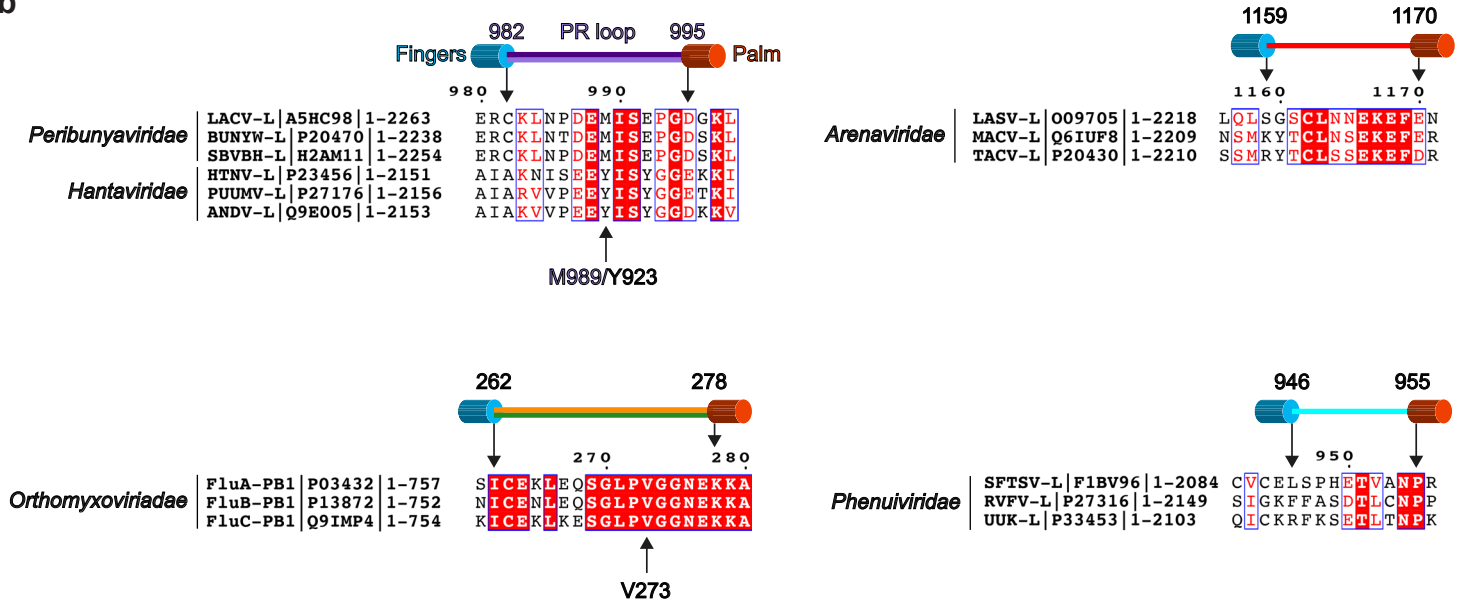 b
982 PR loop 995
Fingers Palm
980 990
Peribunyaviridae
LACV-L|A5HC98|1-2263 ERCKLNPDEMISEPGDGKL
BUNYW-L|P20470|1-2238 ERCKLNTDEMISEPGDSKL
SBVBH-L|H2AM11|1-2254 ERCKLNPDEMISEPGDSKL
Hantaviridae
HTNV-L|P23456|1-2151 AIAKNISEEYISYGGEKKI
PUUMV-L|P27176|1-2156 AIARVVPEEYISYGGETKI
ANDV-L|Q9E005|1-2153 AIAKVVPEEYISYGGDKKV
M989/Y923
1159 1170
1160 1170
Arenaviridae
LASV-L|O09705|1-2218 LQLSGSCLNNEKEFEN
MACV-L|Q6IUF8|1-2209 NSMKYTCLNSEKEFER
TACV-L|P20430|1-2210 SSMRYTCLSSEKEFDR
262 278
270 280
Orthomyxoviriadae
FluA-PB1|P03432|1-757 SICEKLEQSGLPVGGNEKKA
FluB-PB1|P13872|1-752 NICENLEQSGLPVGGNEKKA
FluC-PB1|Q9IMP4|1-754 KICEKLKESGLPVGGNEKKA
V273
946 955
950
Phenuiviridae
SFTSV-L|F1BV96|1-2084 CVCELSPHETVANPR
RVFV-L|P27316|1-2149 SIGKFFASDTLCNPP
UUK-L|P33453|1-2103 QICKRFKSETLTNPK